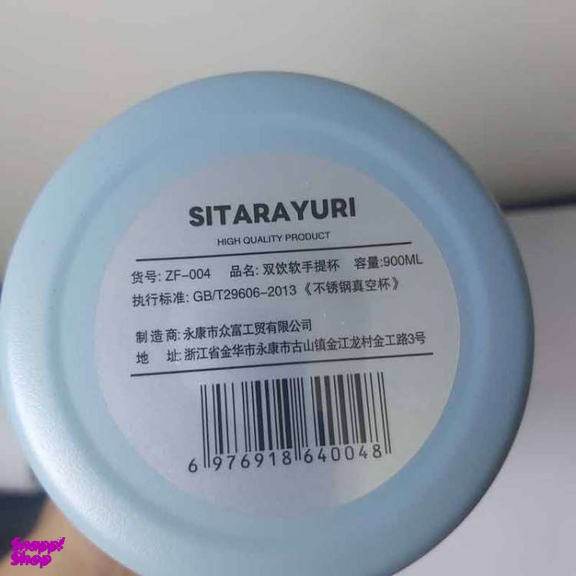 SITARAYURI
HIGH QUALITY PRODUCT
货号: ZF-004 品名: 双饮软手提杯 容量:900ML
执行标准: GB/T29606-2013《不锈钢真空杯》
制造商: 永康市众富工贸有限公司
地 址: 浙江省金华市永康市古山镇金江龙村金工路3号
6 976918 640048
Snapp!
Shop